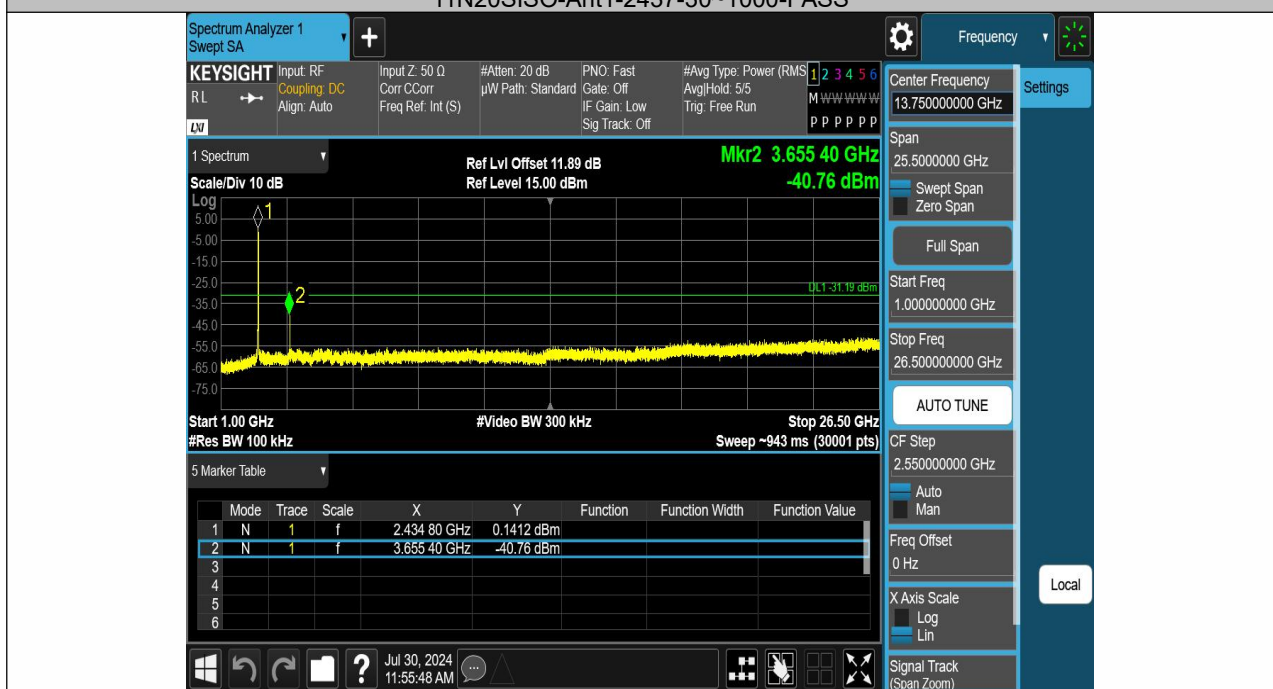 11N20SISO-Ant1-2437-30~1000-PASS
Spectrum Analyzer 1
Swept SA
+
Frequency
KEYSIGHT
RL
LXI
Input: RF
Coupling: DC
Align: Auto
Input Z: 50 Ω
Corr CCorr
Freq Ref: Int (S)
#Atten: 20 dB
µW Path: Standard
PNO: Fast
Gate: Off
IF Gain: Low
Sig Track: Off
#Avg Type: Power (RMS
Avg|Hold: 5/5
Trig: Free Run
1 2 3 4 5 6
M W W W W W
P P P P P P
Center Frequency
13.750000000 GHz
Settings
Span
25.5000000 GHz
Swept Span
Zero Span
Full Span
Start Freq
1.000000000 GHz
Stop Freq
26.500000000 GHz
AUTO TUNE
CF Step
2.550000000 GHz
Auto
Man
Freq Offset
0 Hz
X Axis Scale
Log
Lin
Signal Track
(Span Zoom)
Local
1 Spectrum
Scale/Div 10 dB
Ref Lvl Offset 11.89 dB
Ref Level 15.00 dBm
Mkr2 3.655 40 GHz
-40.76 dBm
Log
5.00
-5.00
-15.0
-25.0
-35.0
-45.0
-55.0
-65.0
-75.0
1
2
DL1 -31.19 dBm
Start 1.00 GHz
#Video BW 300 kHz
Stop 26.50 GHz
#Res BW 100 kHz
Sweep ~943 ms (30001 pts)
5 Marker Table
Mode Trace Scale X Y Function Function Width Function Value
1 N 1 f 2.434 80 GHz 0.1412 dBm
2 N 1 f 3.655 40 GHz -40.76 dBm
3
4
5
6
?
Jul 30, 2024
11:55:48 AM